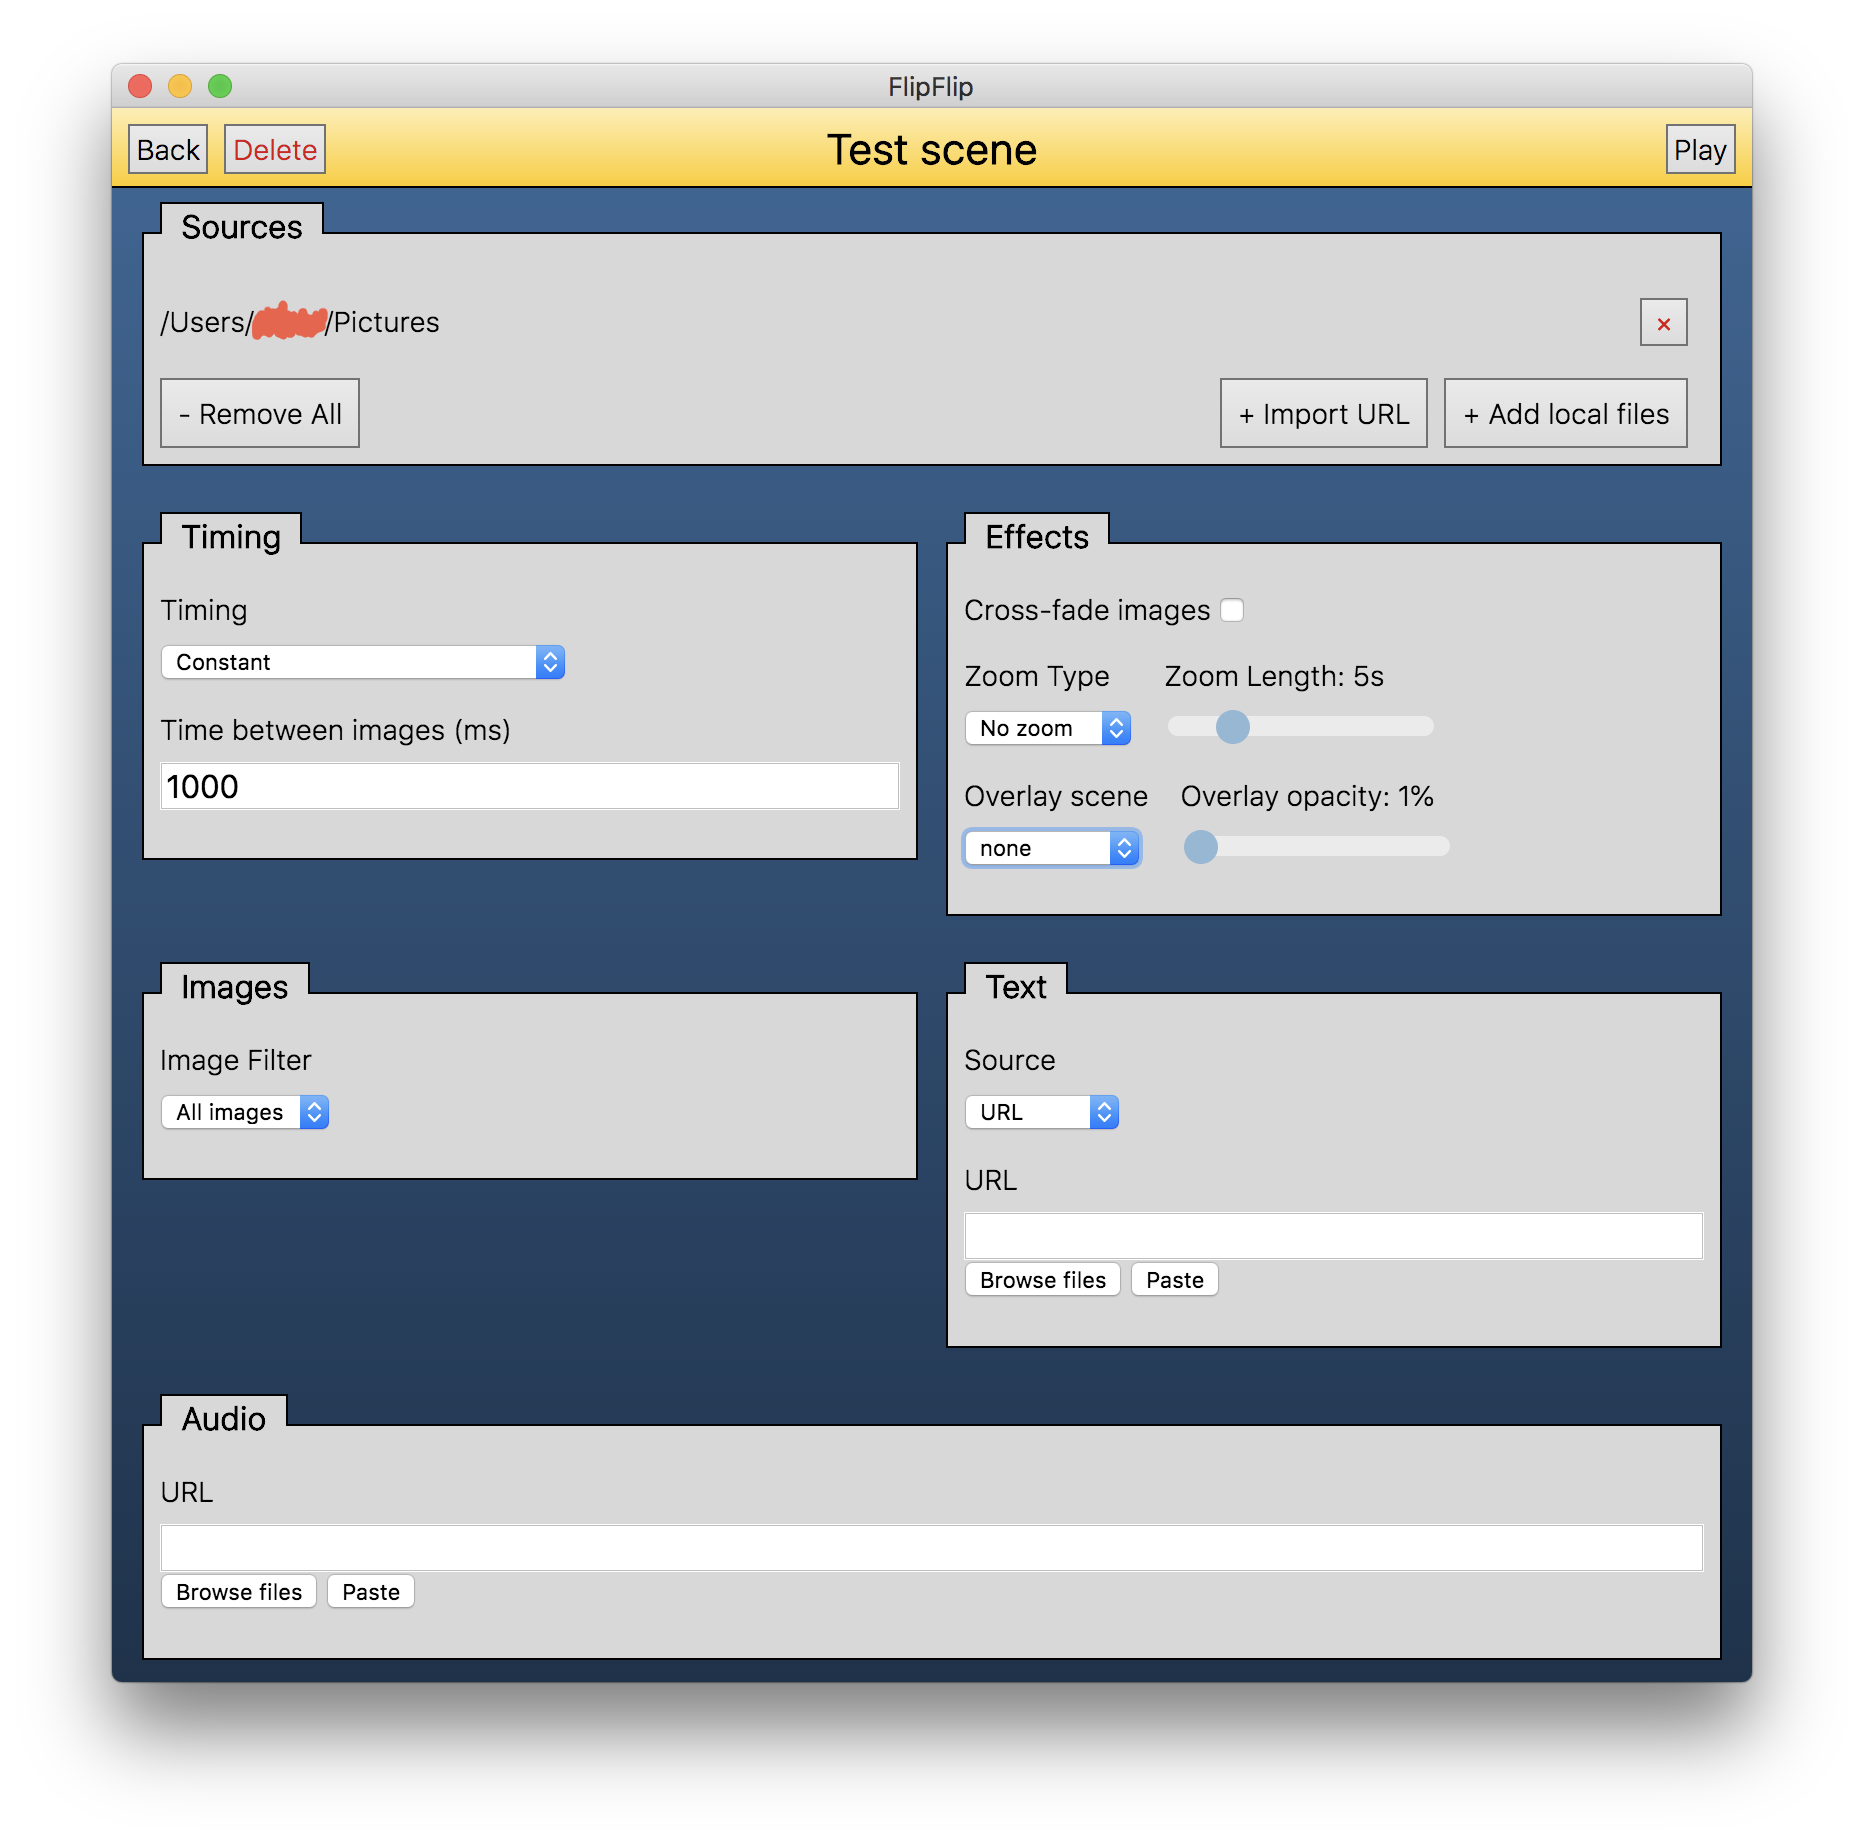 FlipFlip
Back Delete Test scene Play
Sources
/Users/ /Pictures ×
- Remove All + Import URL + Add local files
Timing Effects
Timing Cross-fade images
Constant Zoom Type Zoom Length: 5s
Time between images (ms) No zoom
1000 Overlay scene Overlay opacity: 1%
none
Images Text
Image Filter Source
All images URL
URL
Browse files Paste
Audio
URL
Browse files Paste